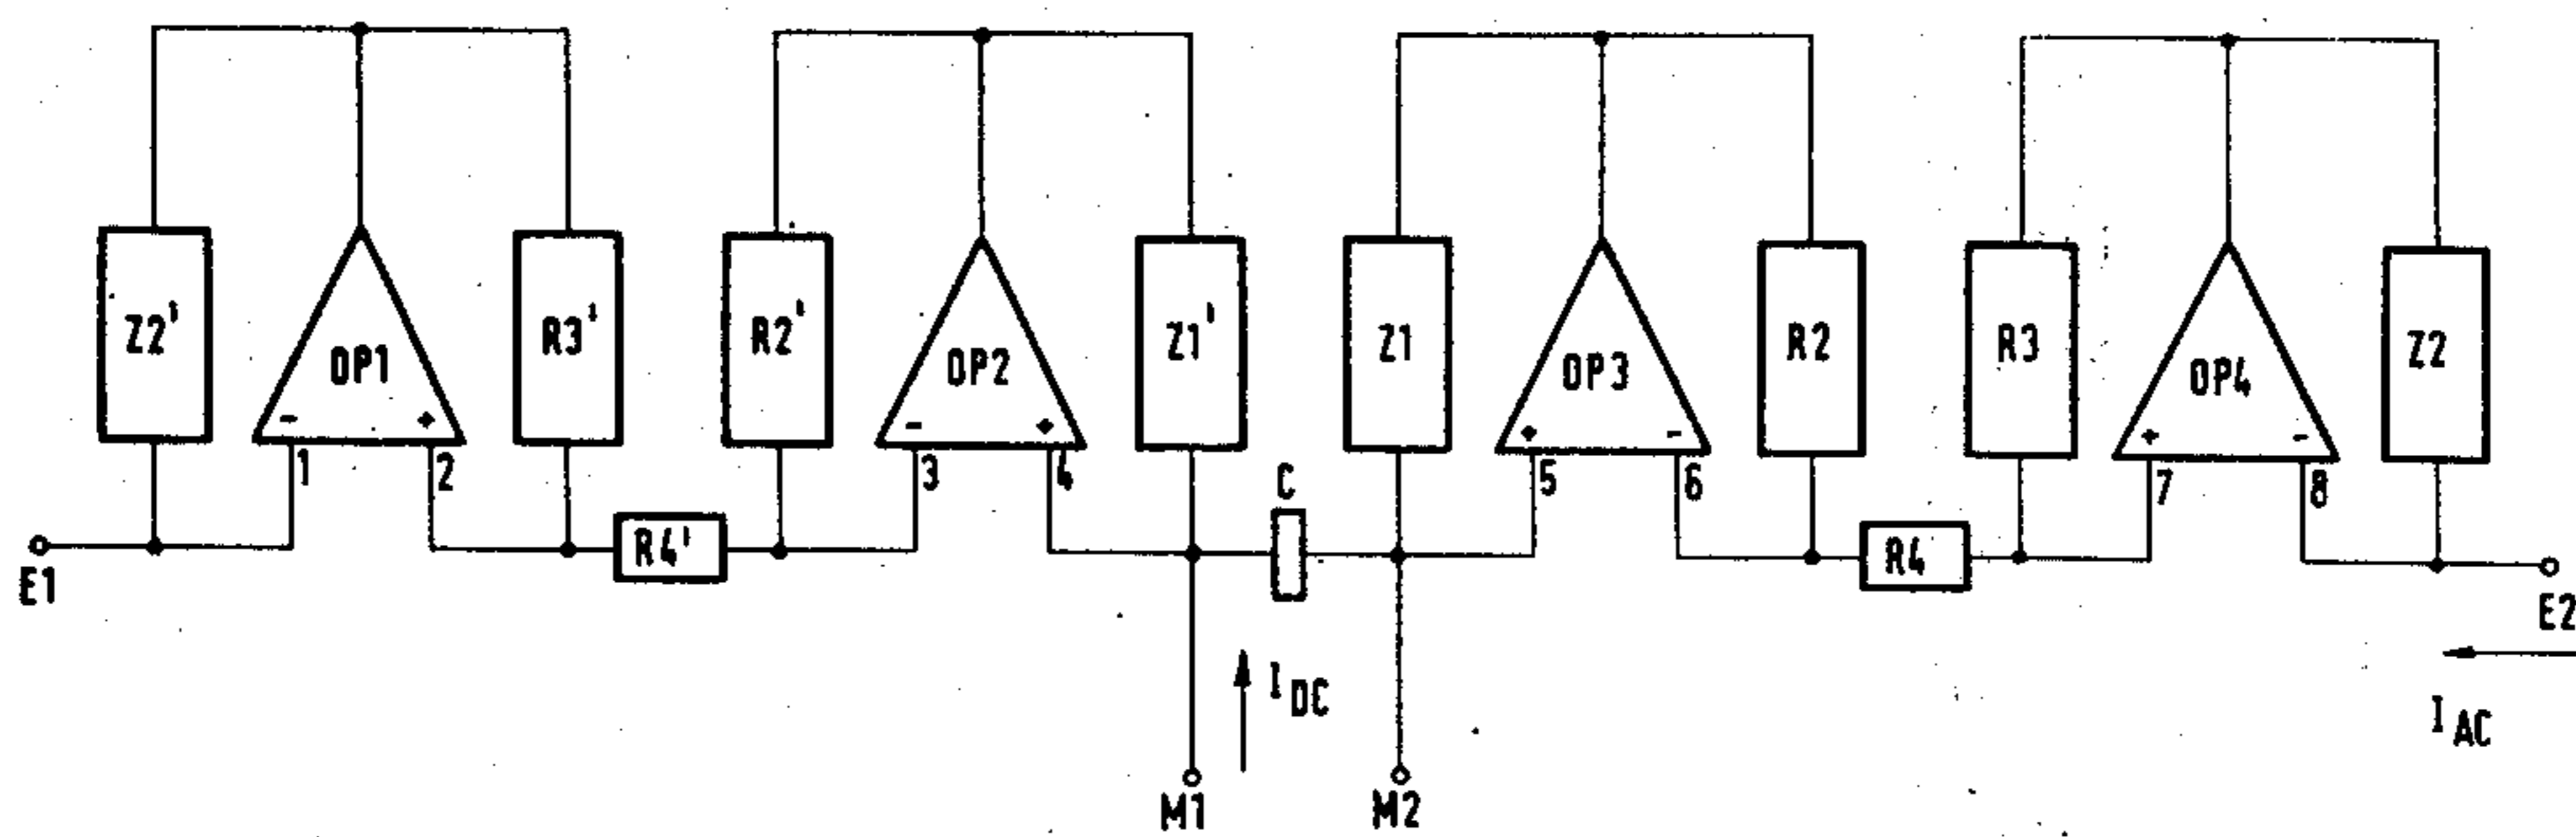 Z2' OP1 R3' R2' OP2 Z1' Z1 OP3 R2 R3 OP4 Z2
- + - + + - + -
1 2 3 4 C 5 6 7 8
E1 R4' R4 E2
I DC I AC
M1 M2